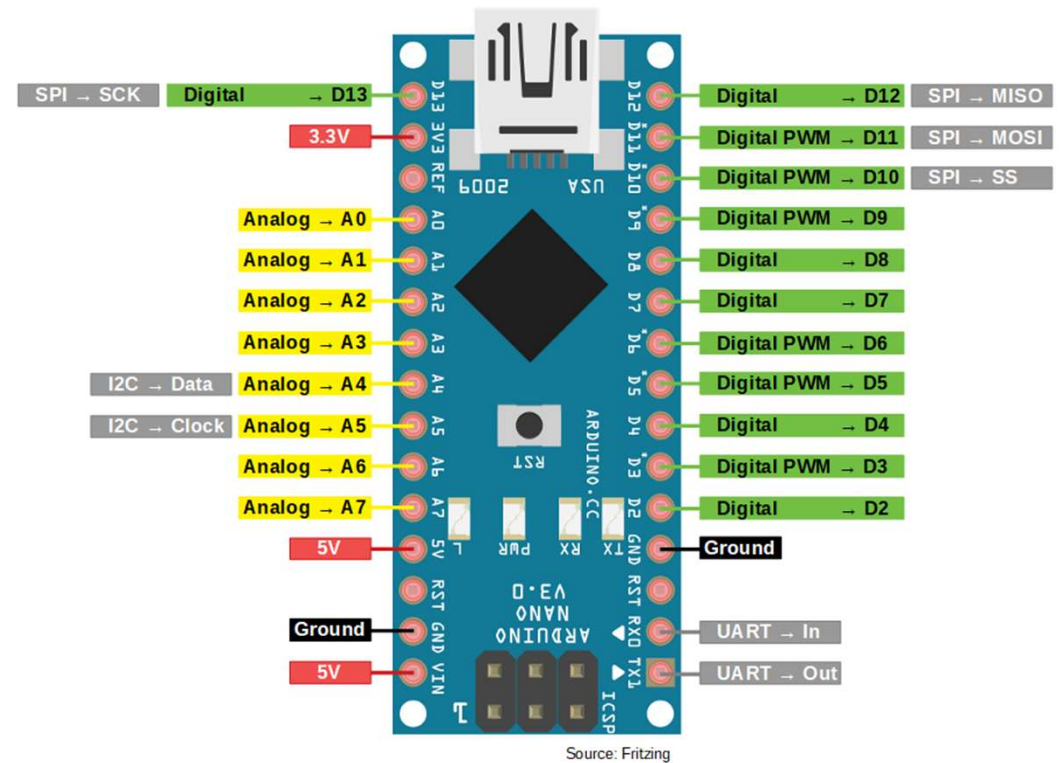 SPI → SCK
Digital → D13
3.3V
Analog → A0
Analog → A1
Analog → A2
Analog → A3
I2C → Data
Analog → A4
I2C → Clock
Analog → A5
Analog → A6
Analog → A7
5V
Ground
5V
D13
3V3
REF
A0
A1
A2
A3
A4
A5
A6
A7
5V
RST
GND
VIN
2009
USA
RST
ARDUINO.CC
L
PWR
RX
TX
ARDUINO
NANO
V3.0
1
ICSP
D12
D11*
D10*
D9*
D8
D7
D6*
D5*
D4
D3*
D2
GND
RST
RX0
TX1
Digital → D12
SPI → MISO
Digital PWM → D11
SPI → MOSI
Digital PWM → D10
SPI → SS
Digital PWM → D9
Digital → D8
Digital → D7
Digital PWM → D6
Digital PWM → D5
Digital → D4
Digital PWM → D3
Digital → D2
Ground
UART → In
UART → Out
Source: Fritzing